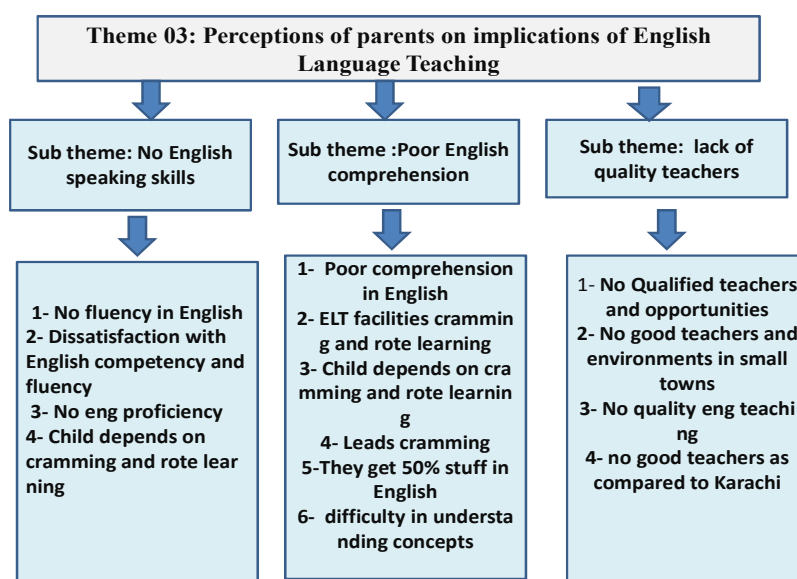 Theme 03: Perceptions of parents on implications of English
Language Teaching
Sub theme: No English
speaking skills
Sub theme :Poor English
comprehension
Sub theme:  lack of
quality teachers
1- No fluency in English
2- Dissatisfaction with
English competency and
fluency
3- No eng proficiency
4- Child depends on
cramming and rote lear
ning
1-  Poor comprehension
in English
2- ELT facilities crammin
g and rote learning
3- Child depends on cra
mming and rote learnin
g
4- Leads cramming
5-They get 50% stuff in
English
6-  difficulty in understa
nding concepts
1- No Qualified teachers
and opportunities
2- No good teachers and
environments in small
towns
3- No quality eng teachi
ng
4- no good teachers as
compared to Karachi